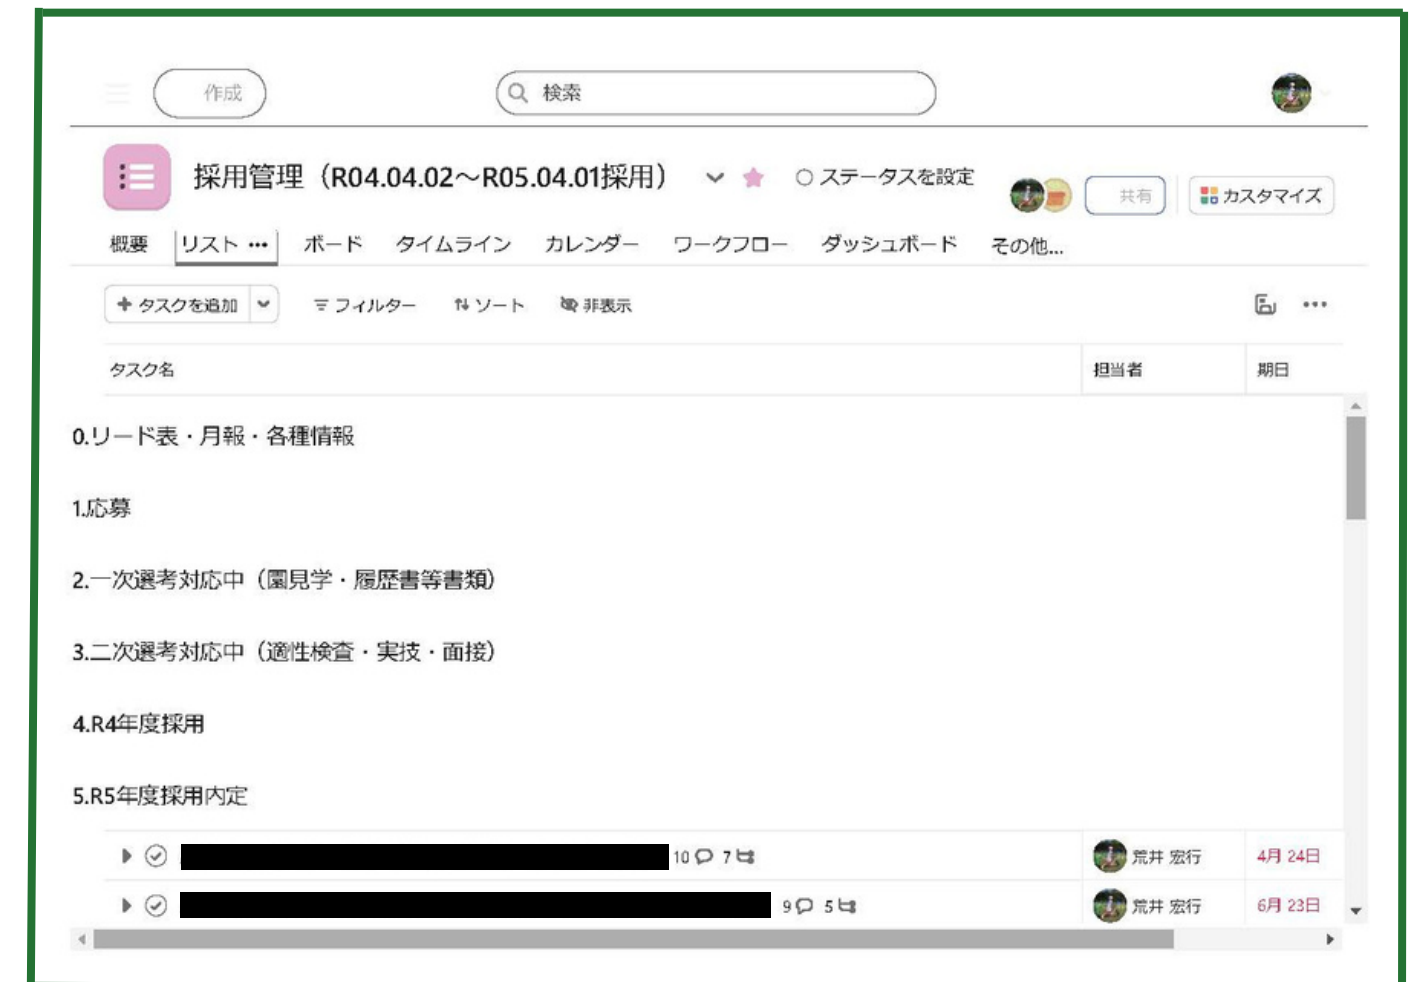 作成
検索
採用管理（R04.04.02～R05.04.01採用）
ステータスを設定
共有
カスタマイズ
概要 リスト ボード タイムライン カレンダー ワークフロー ダッシュボード その他...
タスクを追加 フィルター ソート 非表示
タスク名 担当者 期日
0.リード表・月報・各種情報
1.応募
2.一次選考対応中（園見学・履歴書等書類）
3.二次選考対応中（適性検査・実技・面接）
4.R4年度採用
5.R5年度採用内定
10 7 荒井 宏行 4月 24日
9 5 荒井 宏行 6月 23日